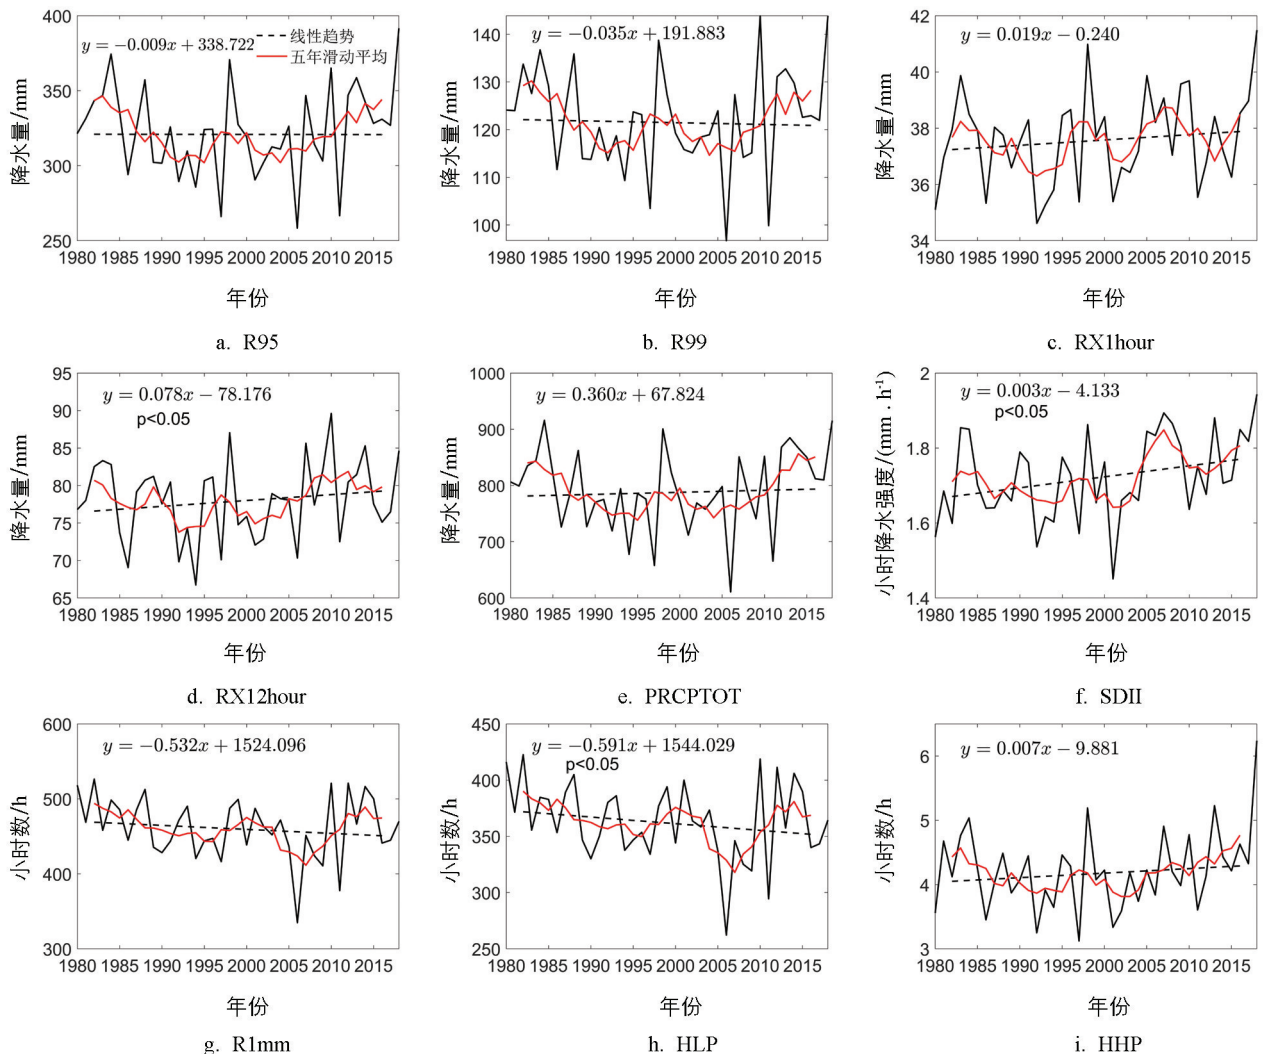 400
350
300
250
降水量/mm
y = −0.009x + 338.722
线性趋势
五年滑动平均
1980 1985 1990 1995 2000 2005 2010 2015
年份
a. R95
140
130
120
110
100
降水量/mm
y = −0.035x + 191.883
1980 1985 1990 1995 2000 2005 2010 2015
年份
b. R99
42
40
38
36
34
降水量/mm
y = 0.019x − 0.240
1980 1985 1990 1995 2000 2005 2010 2015
年份
c. RX1hour
95
90
85
80
75
70
65
降水量/mm
y = 0.078x − 78.176
p<0.05
1980 1985 1990 1995 2000 2005 2010 2015
年份
d. RX12hour
1000
900
800
700
600
降水量/mm
y = 0.360x + 67.824
1980 1985 1990 1995 2000 2005 2010 2015
年份
e. PRCPTOT
2
1.8
1.6
1.4
小时降水强度/(mm . h⁻¹)
y = 0.003x − 4.133
p<0.05
1980 1985 1990 1995 2000 2005 2010 2015
年份
f. SDII
600
500
400
300
小时数/h
y = −0.532x + 1524.096
1980 1985 1990 1995 2000 2005 2010 2015
年份
g. R1mm
450
400
350
300
250
小时数/h
y = −0.591x + 1544.029
p<0.05
1980 1985 1990 1995 2000 2005 2010 2015
年份
h. HLP
6
5
4
3
小时数/h
y = 0.007x − 9.881
1980 1985 1990 1995 2000 2005 2010 2015
年份
i. HHP